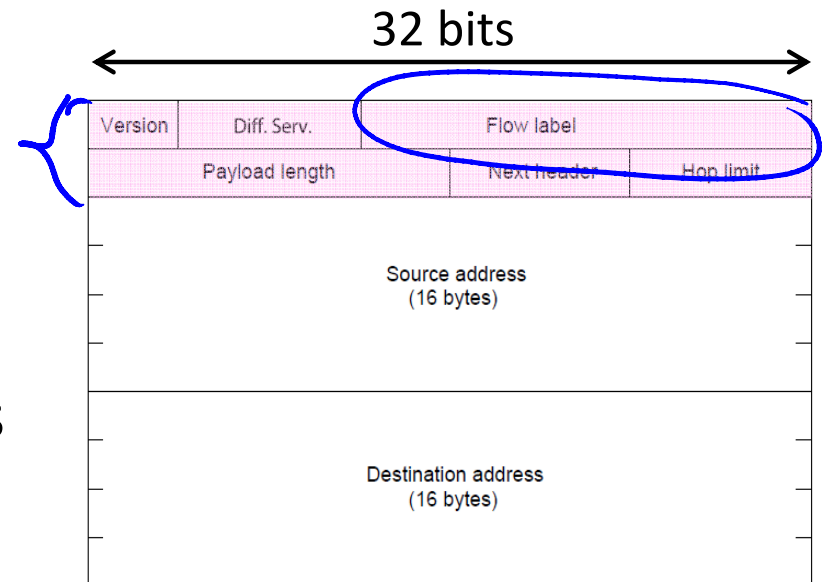 32 bits
Version Diff. Serv. Flow label
Payload length Next header Hop limit
Source address
(16 bytes)
s
Destination address
(16 bytes)